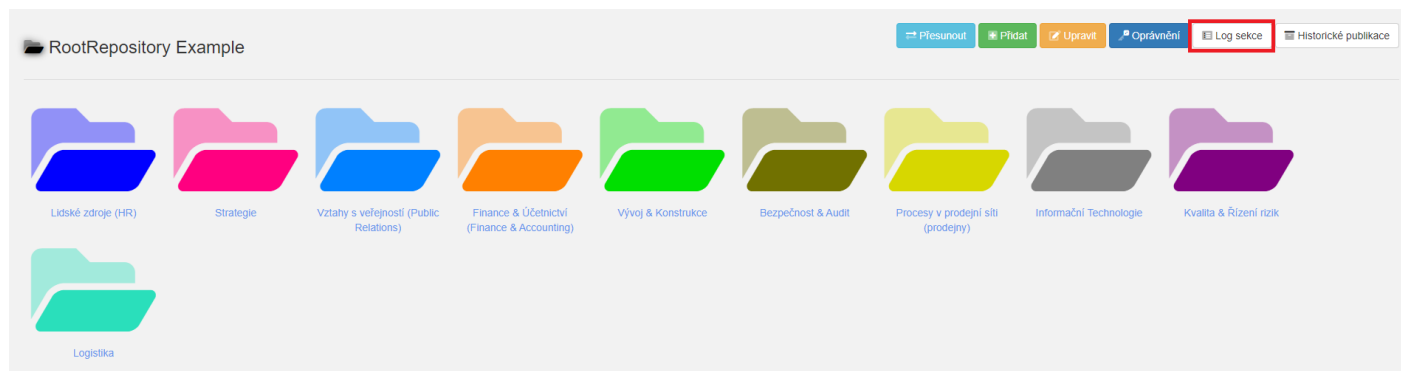 RootRepository Example
Přesunout
Přidat
Upravit
Oprávnění
Log sekce
Historické publikace
Lidské zdroje (HR)
Strategie
Vztahy s veřejností (Public
Relations)
Finance & Účetnictví
(Finance & Accounting)
Vývoj & Konstrukce
Bezpečnost & Audit
Procesy v prodejní síti
(prodejny)
Informační Technologie
Kvalita & Řízení rizik
Logistika